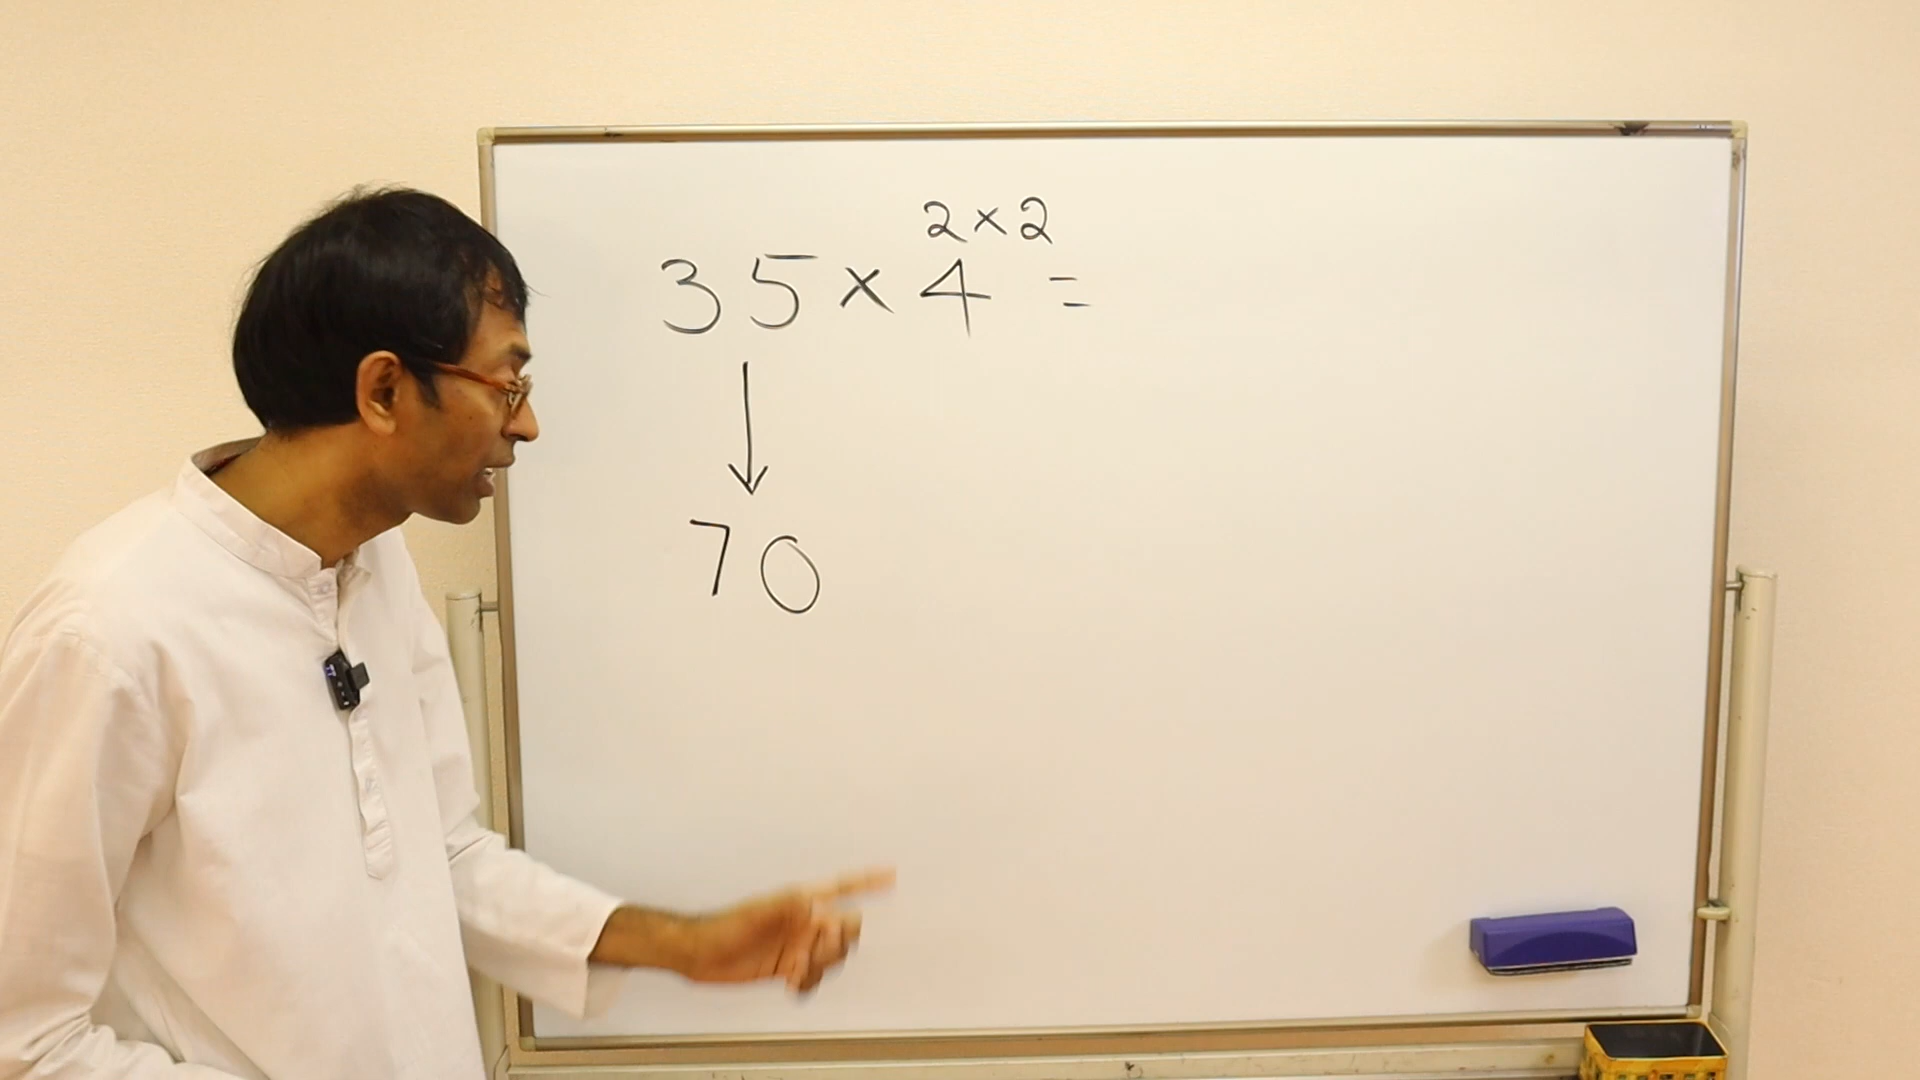 2×2
35×4 =
↓
70